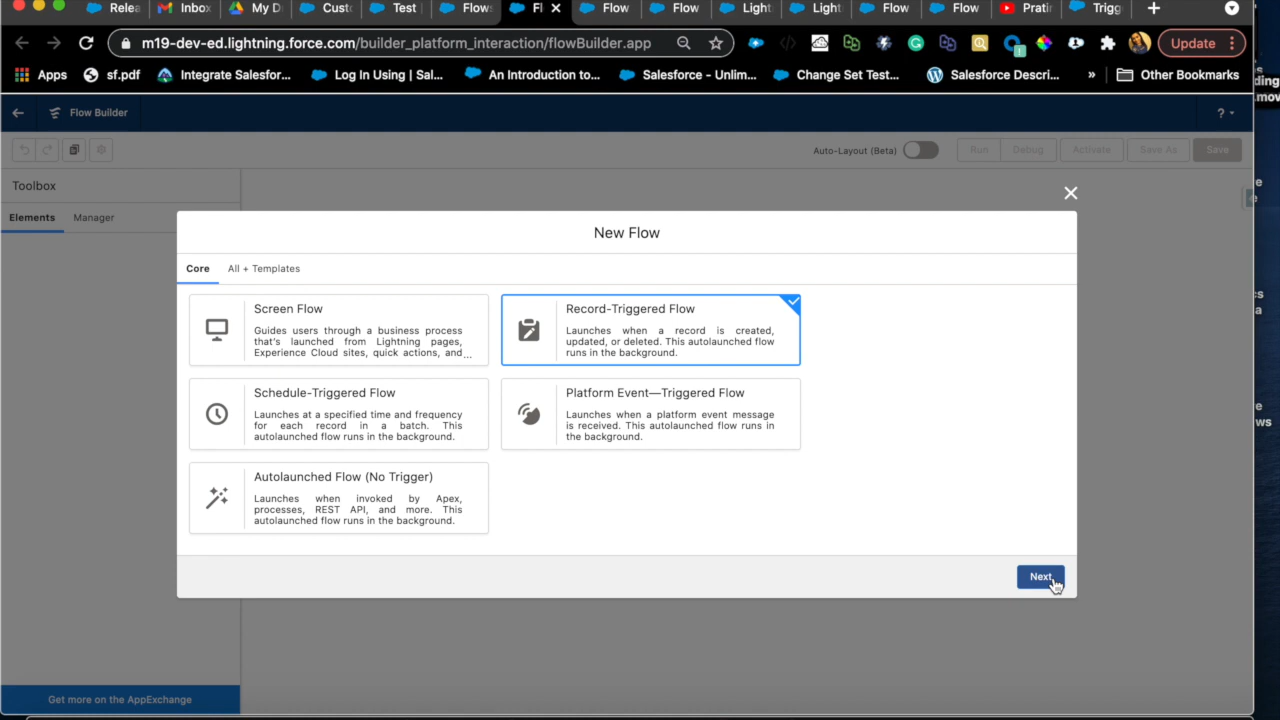 Relea
Inbox
My D
Custo
Test
Flows
Fl
Flow
Flow
Light
Light
Flow
Flow
Pratin
Trigg
m19-dev-ed.lightning.force.com/builder_platform_interaction/flowBuilder.app
Update
Apps
sf.pdf
Integrate Salesfor...
Log In Using | Sal...
An Introduction to...
Salesforce - Unlim...
Change Set Test...
Salesforce Descri...
»
Other Bookmarks
ding
.mov
Flow Builder
?
Auto-Layout (Beta)
Run
Debug
Activate
Save As
Save
Toolbox
Elements
Manager
New Flow
Core
All + Templates
Screen Flow
Guides users through a business process
that's launched from Lightning pages,
Experience Cloud sites, quick actions, and...
Record-Triggered Flow
Launches when a record is created,
updated, or deleted. This autolaunched flow
runs in the background.
Schedule-Triggered Flow
Launches at a specified time and frequency
for each record in a batch. This
autolaunched flow runs in the background.
Platform Event—Triggered Flow
Launches when a platform event message
is received. This autolaunched flow runs in
the background.
Autolaunched Flow (No Trigger)
Launches when invoked by Apex,
processes, REST API, and more. This
autolaunched flow runs in the background.
Next
Get more on the AppExchange